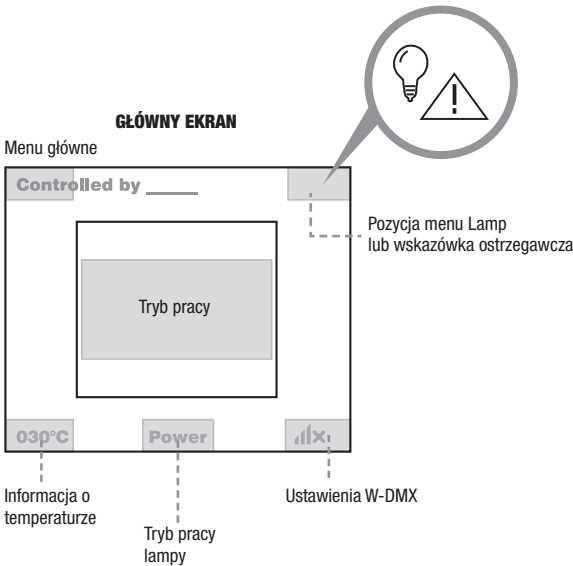 GŁÓWNY EKRAN
Menu główne
Controlled by _____
Pozycja menu Lamp
lub wskazówka ostrzegawcza
Tryb pracy
030°C
Power
Informacja o
temperaturze
Tryb pracy
lampy
Ustawienia W-DMX